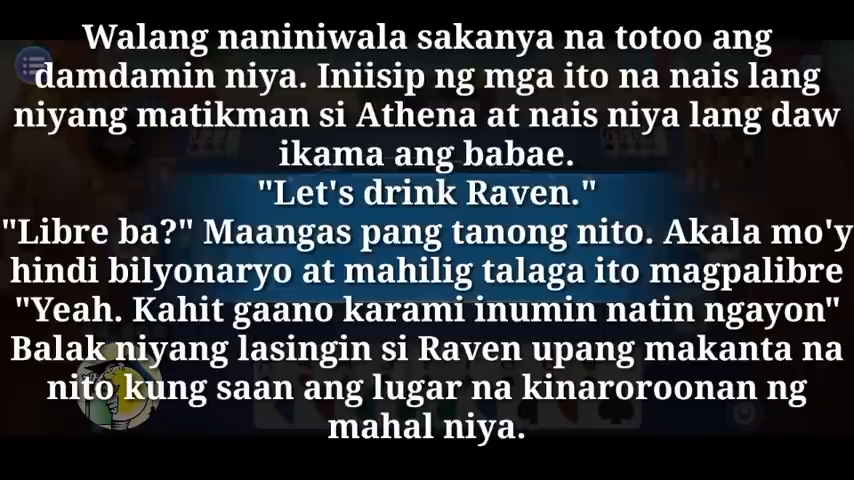 Walang naniniwala sakanya na totoo ang
damdamin niya. Iniisip ng mga ito na nais lang
niyang matikman si Athena at nais niya lang daw
ikama ang babae.
"Let's drink Raven."
"Libre ba?" Maangas pang tanong nito. Akala mo'y
hindi bilyonaryo at mahilig talaga ito magpalibre
"Yeah. Kahit gaano karami inumin natin ngayon"
Balak niyang lasingin si Raven upang makanta na
nito kung saan ang lugar na kinaroroonan ng
mahal niya.